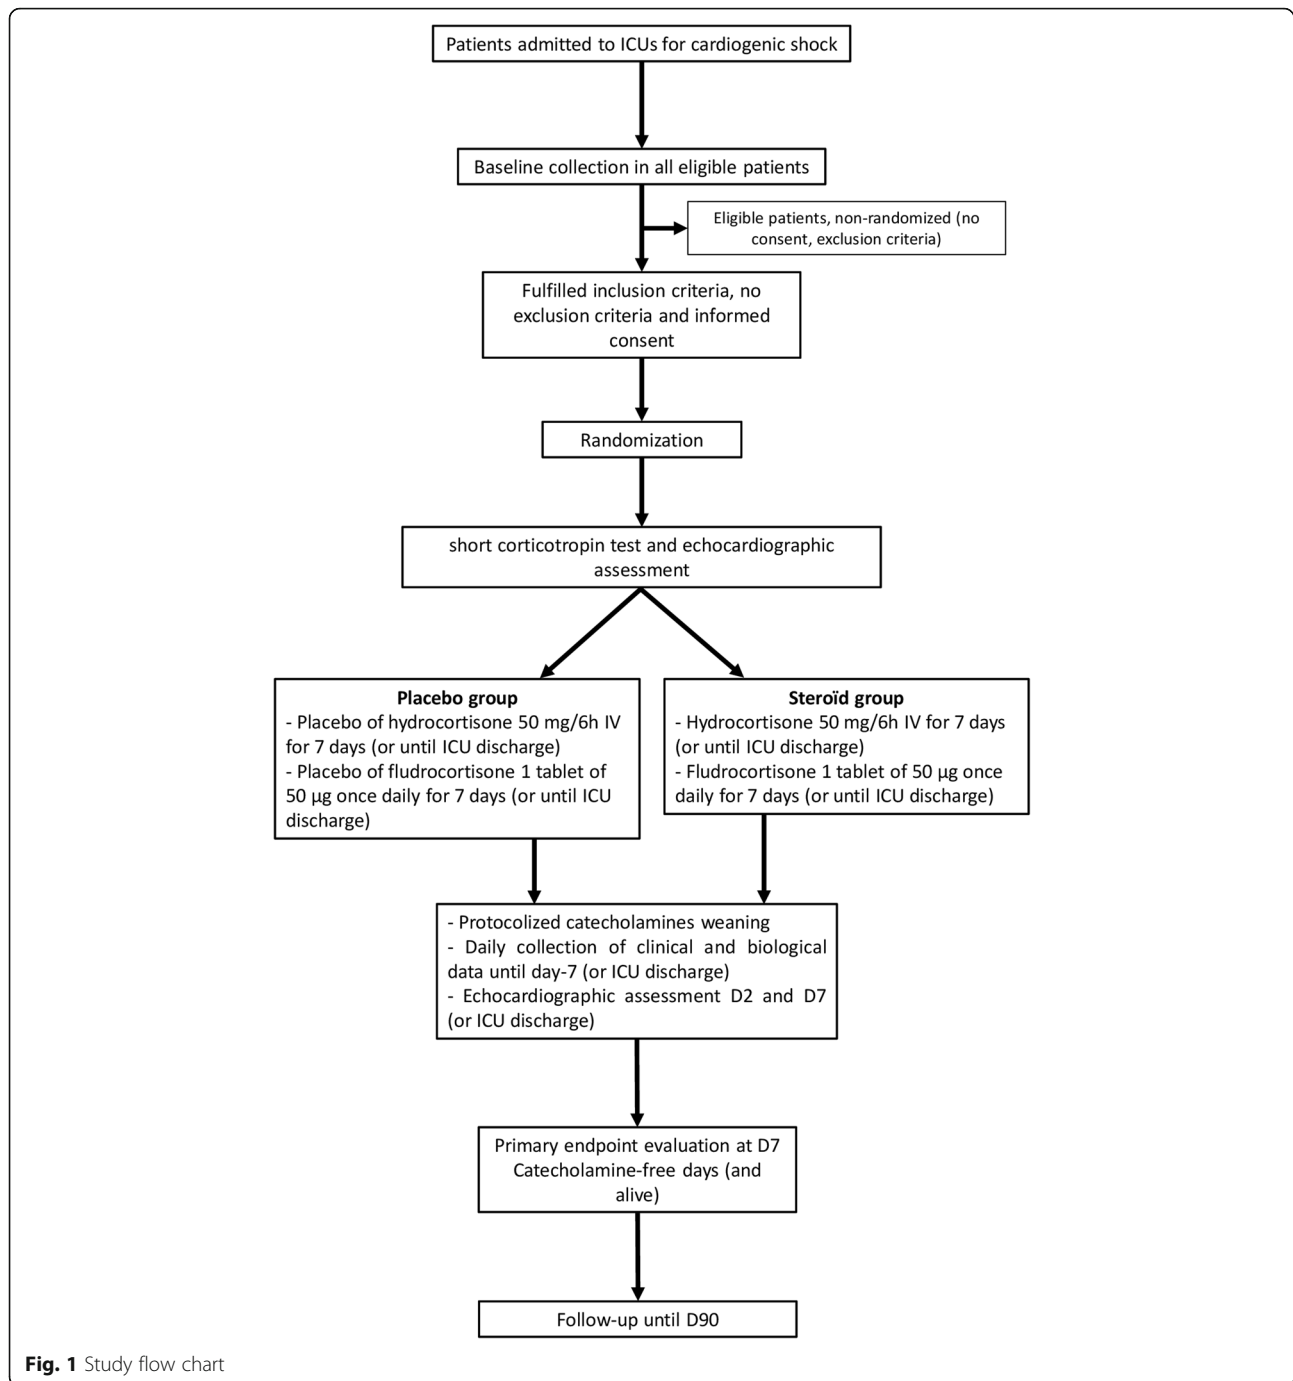 Patients admitted to ICUs for cardiogenic shock
Baseline collection in all eligible patients
Eligible patients, non-randomized (no
consent, exclusion criteria)
Fulfilled inclusion criteria, no
exclusion criteria and informed
consent
Randomization
short corticotropin test and echocardiographic
assessment
Placebo group
- Placebo of hydrocortisone 50 mg/6h IV
for 7 days (or until ICU discharge)
- Placebo of fludrocortisone 1 tablet of
50 µg once daily for 7 days (or until ICU
discharge)
Steroïd group
- Hydrocortisone 50 mg/6h IV for 7 days
(or until ICU discharge)
- Fludrocortisone 1 tablet of 50 µg once
daily for 7 days (or until ICU discharge)
- Protocolized catecholamines weaning
- Daily collection of clinical and biological
data until day-7 (or ICU discharge)
- Echocardiographic assessment D2 and D7
(or ICU discharge)
Primary endpoint evaluation at D7
Catecholamine-free days (and
alive)
Follow-up until D90
Fig. 1 Study flow chart